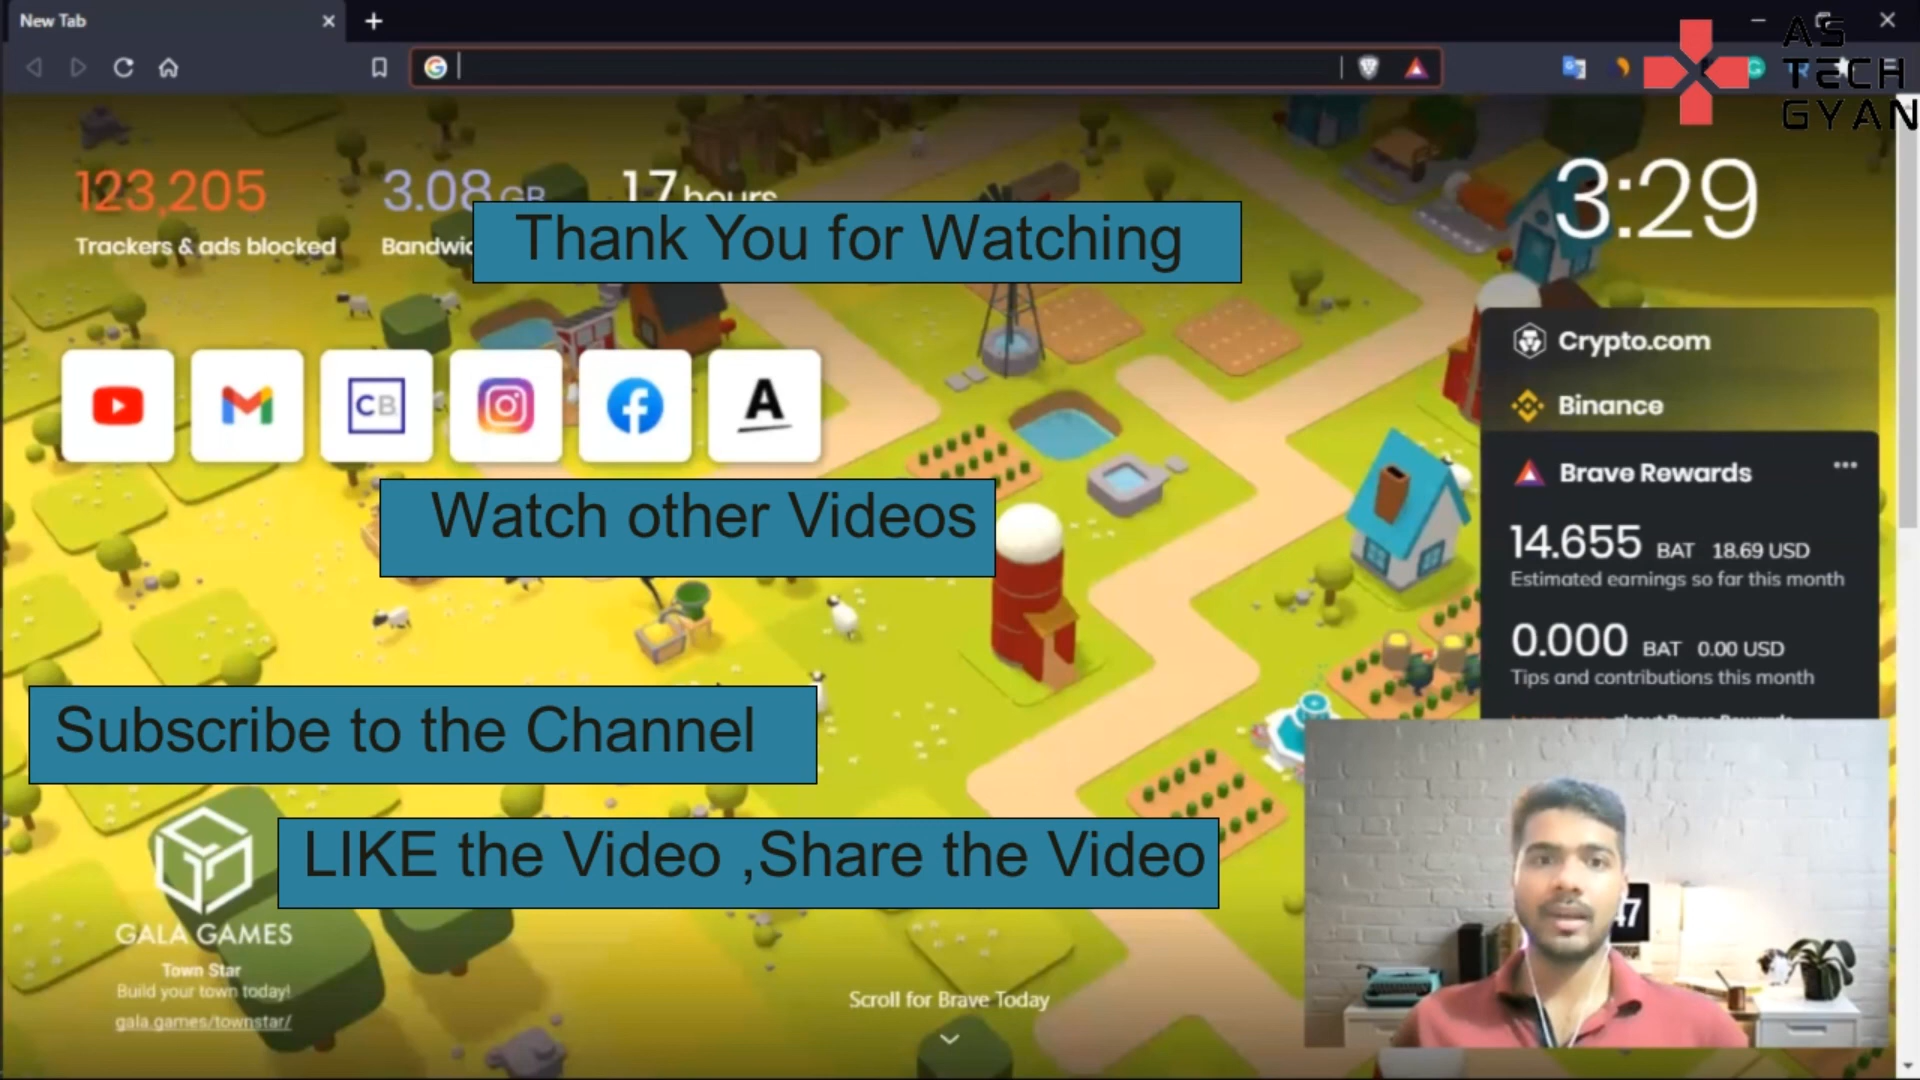 New Tab
AS
TECH
GYAN
123,205
3.08 GB
17 hours
3:29
Trackers & ads blocked
Thank You for Watching
Crypto.com
Binance
CB
A
Brave Rewards
14.655 BAT 18.69 USD
Estimated earnings so far this month
Watch other Videos
0.000 BAT 0.00 USD
Tips and contributions this month
Subscribe to the Channel
LIKE the Video ,Share the Video
GALA GAMES
Town Star
Build your town today!
gala.games/townstar/
Scroll for Brave Today